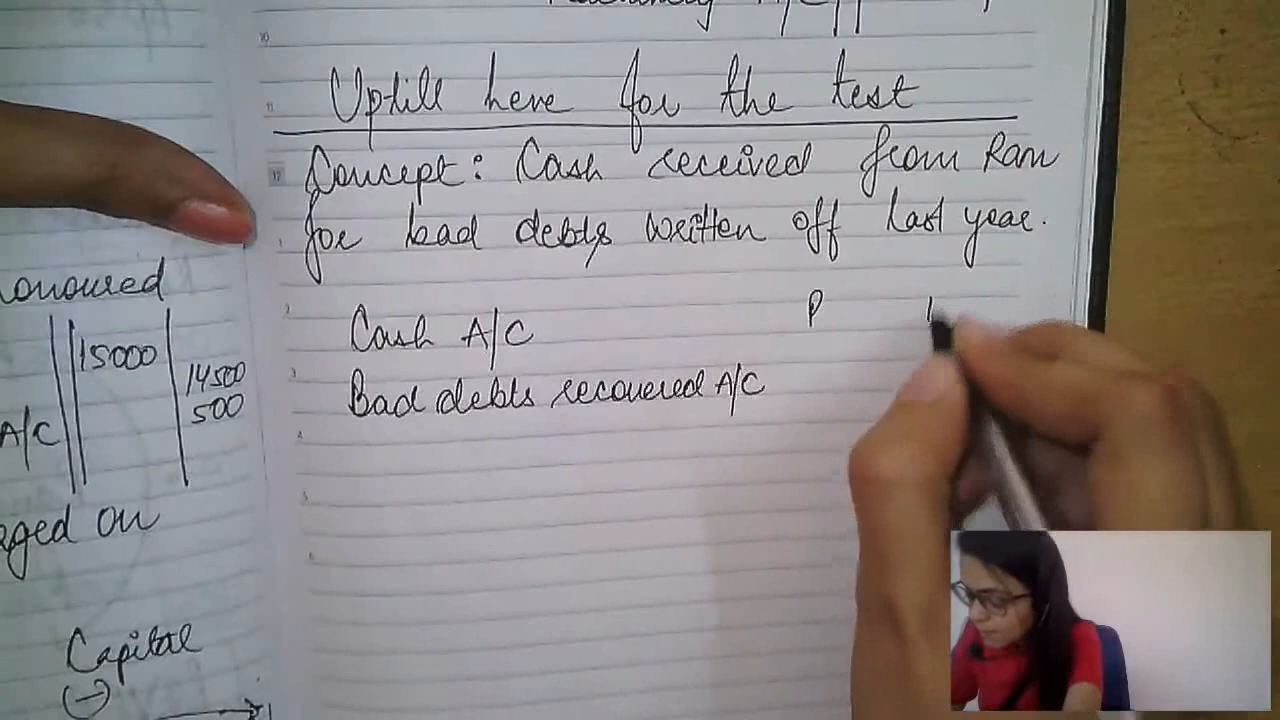 Uptill here for the test
Concept: Cash received from Ram
for bad debts written off last year.
Cash A/C P
Bad debts recovered A/C
onoured
15000
14500
500
A/C
aged on
Capital
(-)